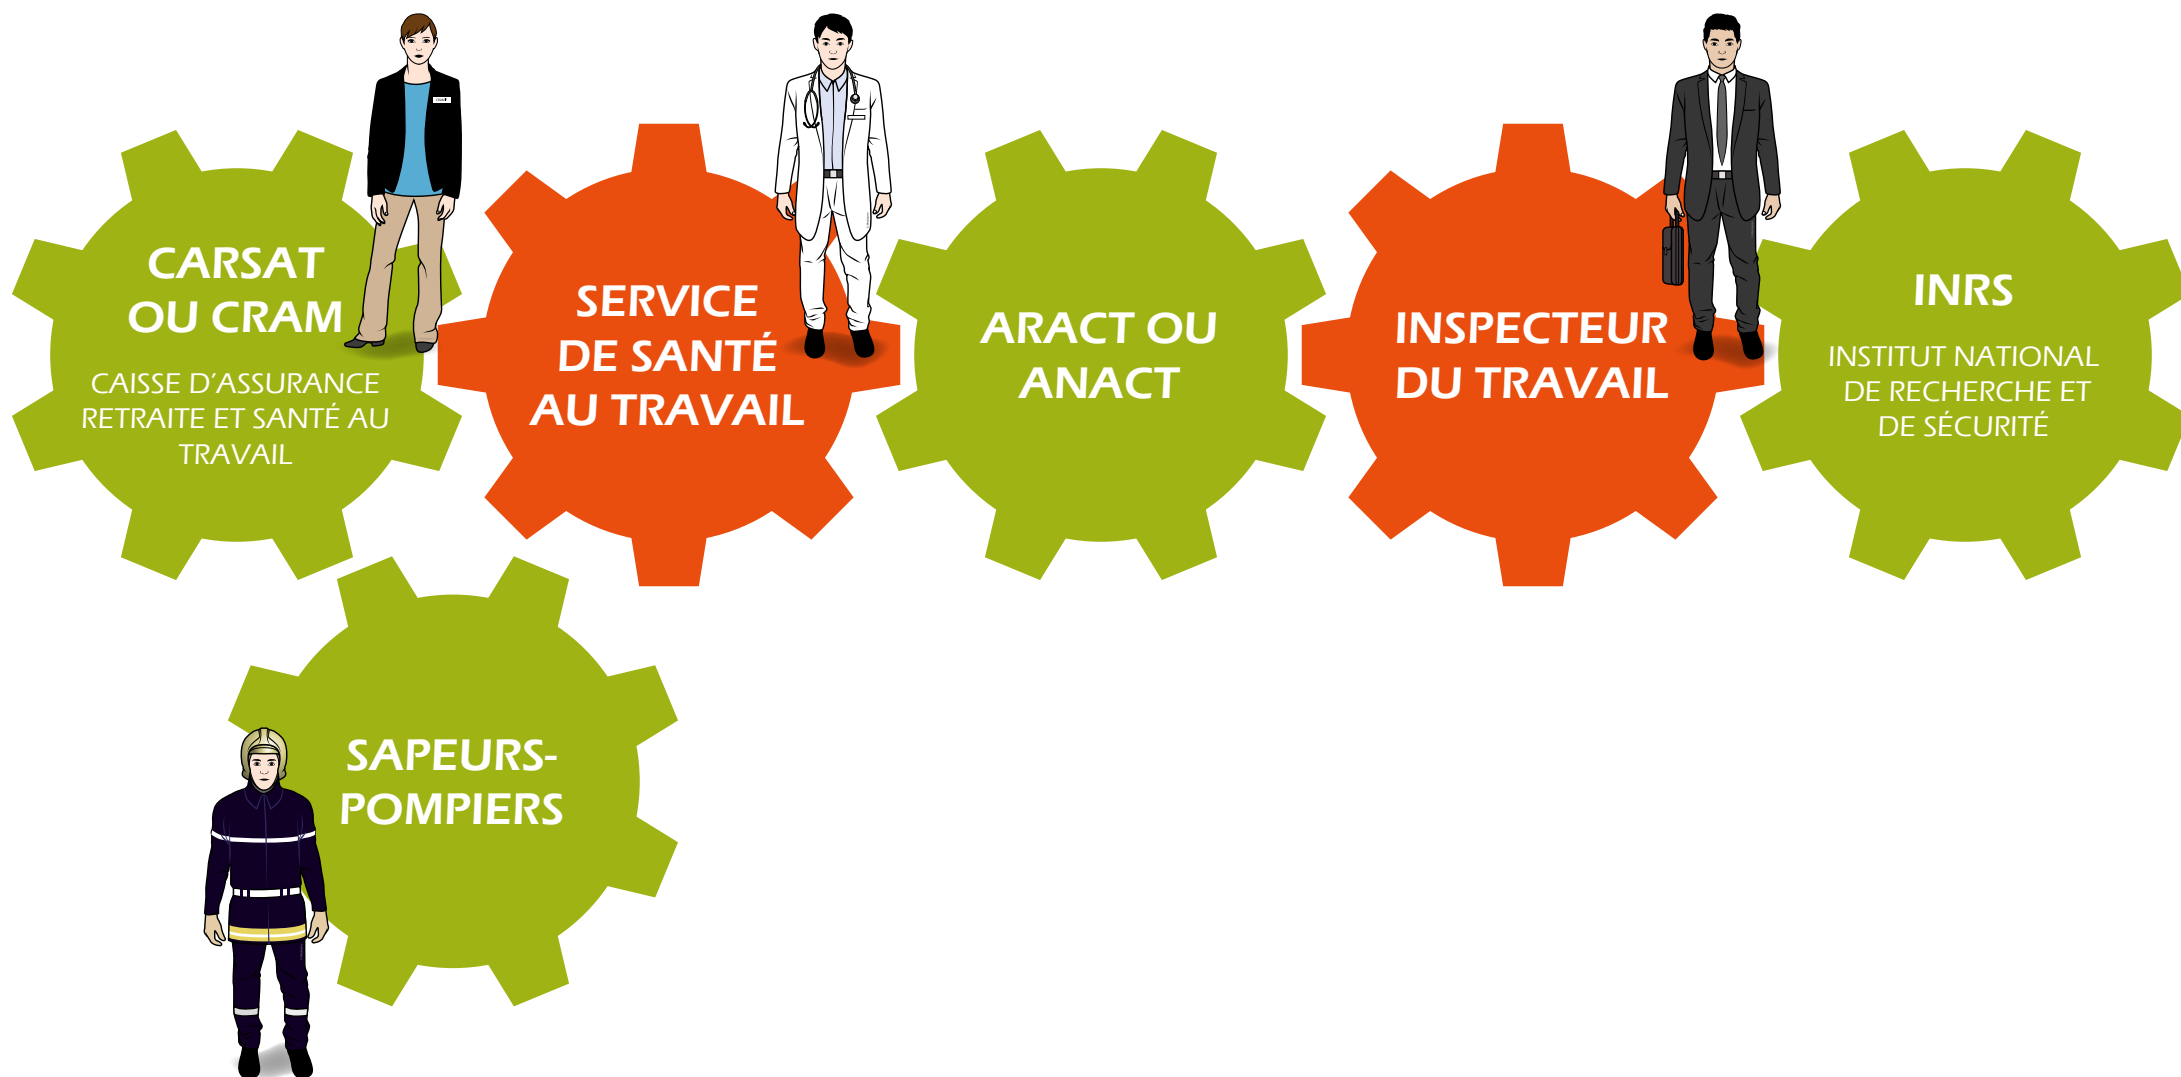 CARSAT
OU CRAM
CAISSE D'ASSURANCE
RETRAITE ET SANTÉ AU
TRAVAIL
SERVICE
DE SANTÉ
AU TRAVAIL
ARACT OU
ANACT
INSPECTEUR
DU TRAVAIL
INRS
INSTITUT NATIONAL
DE RECHERCHE ET
DE SÉCURITÉ
SAPEURS-
POMPIERS